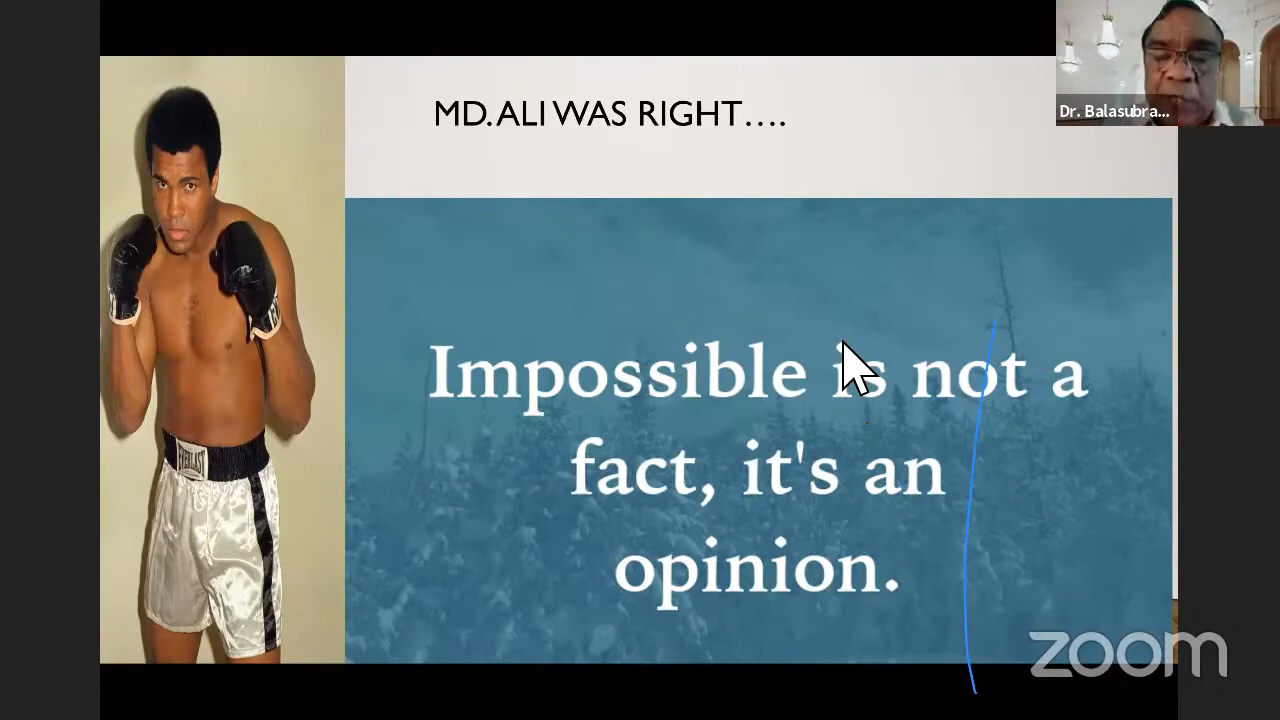 MD. ALI WAS RIGHT....
Dr. Balasubra...
Impossible is not a
fact, it's an
opinion.
EVERLAST
zoom